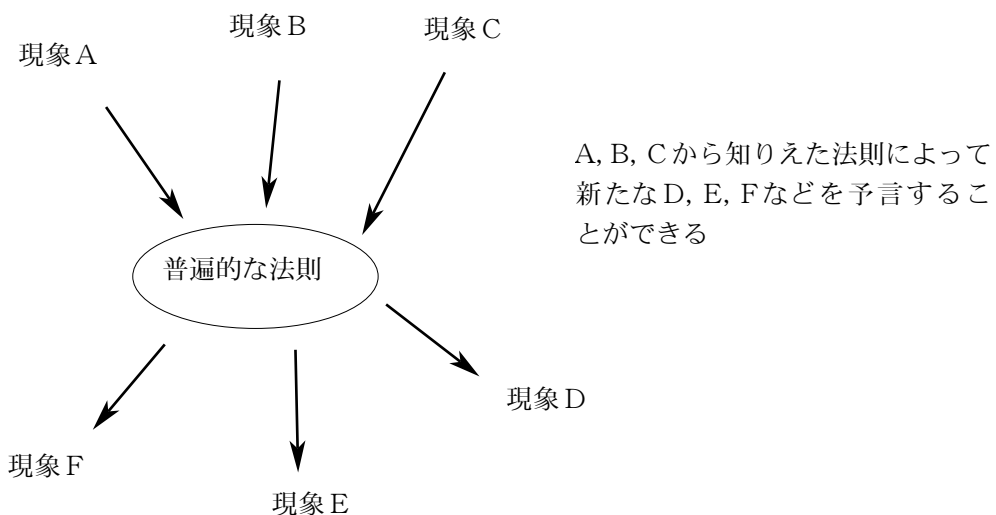 現象A
現象B
現象C
A, B, Cから知りえた法則によって
新たなD, E, Fなどを予言するこ
とができる
普遍的な法則
現象D
現象F
現象E